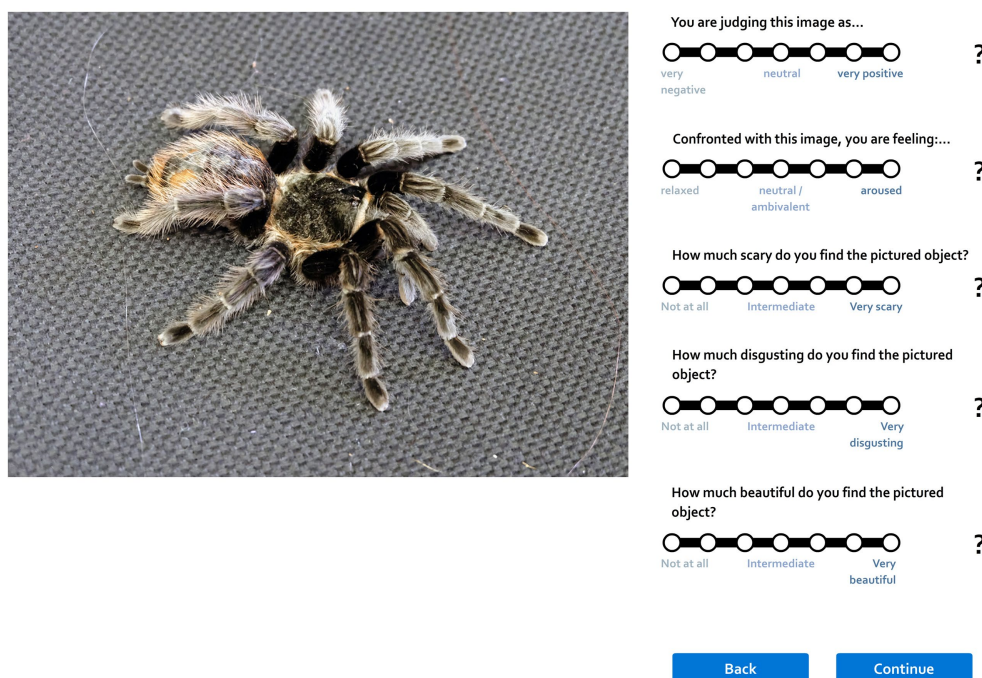 You are judging this image as...
?
very negative
neutral
very positive
Confronted with this image, you are feeling:...
?
relaxed
neutral / ambivalent
aroused
How much scary do you find the pictured object?
?
Not at all
Intermediate
Very scary
How much disgusting do you find the pictured
object?
?
Not at all
Intermediate
Very disgusting
How much beautiful do you find the pictured
object?
?
Not at all
Intermediate
Very beautiful
Back
Continue